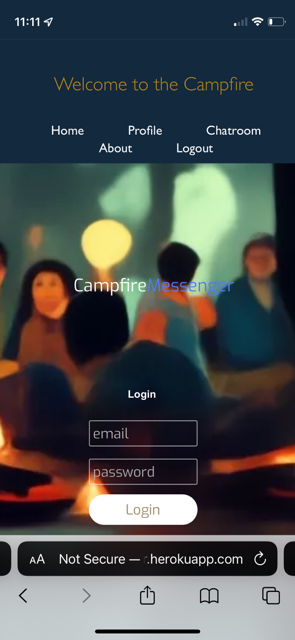 11:11
Welcome to the Campfire
Home Profile Chatroom
About Logout
CampfireMessenger
Login
email
password
Login
AA Not Secure — .herokuapp.com